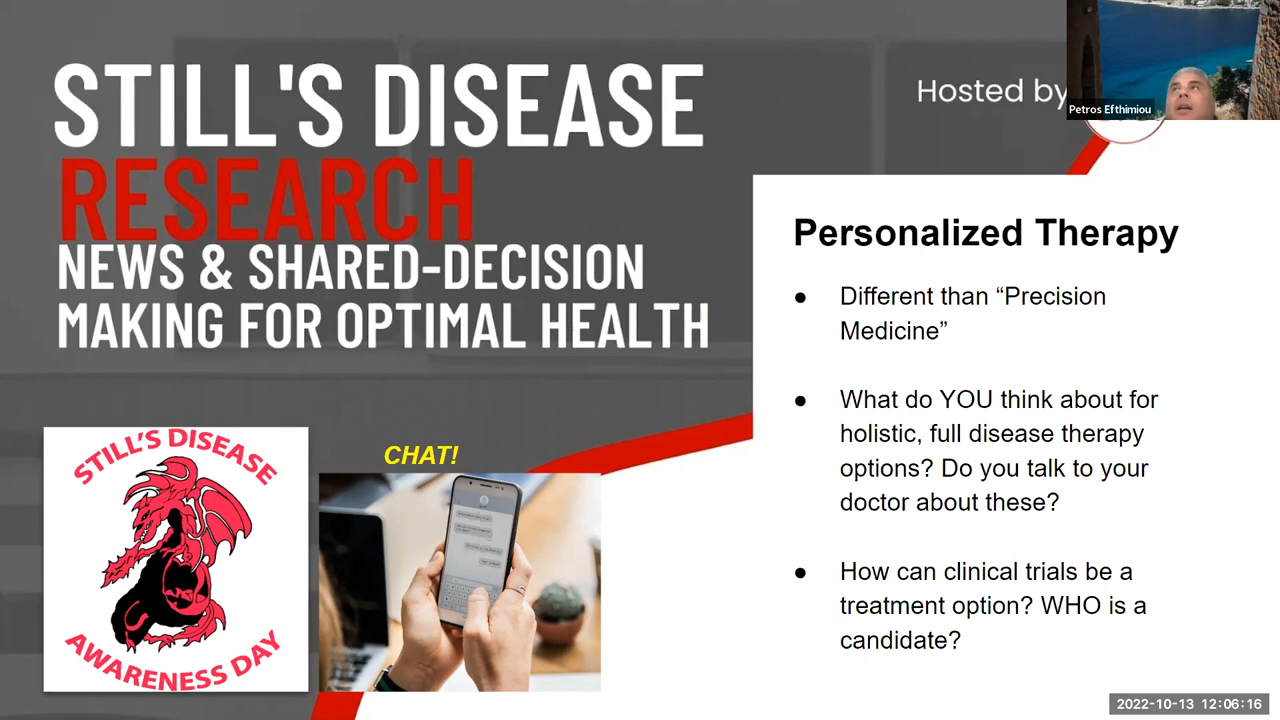 STILL'S DISEASE
RESEARCH
NEWS & SHARED-DECISION
MAKING FOR OPTIMAL HEALTH
Hosted by
Petros Efthimiou
Personalized Therapy
● Different than “Precision
Medicine”
● What do YOU think about for
holistic, full disease therapy
options? Do you talk to your
doctor about these?
● How can clinical trials be a
treatment option? WHO is a
candidate?
STILL'S DISEASE
AWARENESS DAY
CHAT!
2022-10-13 12:06:16